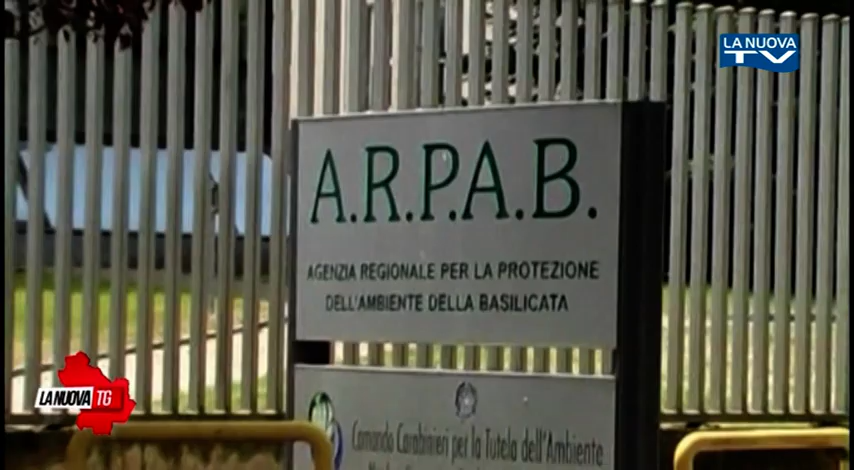 LA NUOVA
TV
A.R.P.A.B.
AGENZIA REGIONALE PER LA PROTEZIONE
DELL'AMBIENTE DELLA BASILICATA
LA NUOVA TG
Comando Carabinieri per la Tutela dell'Ambiente